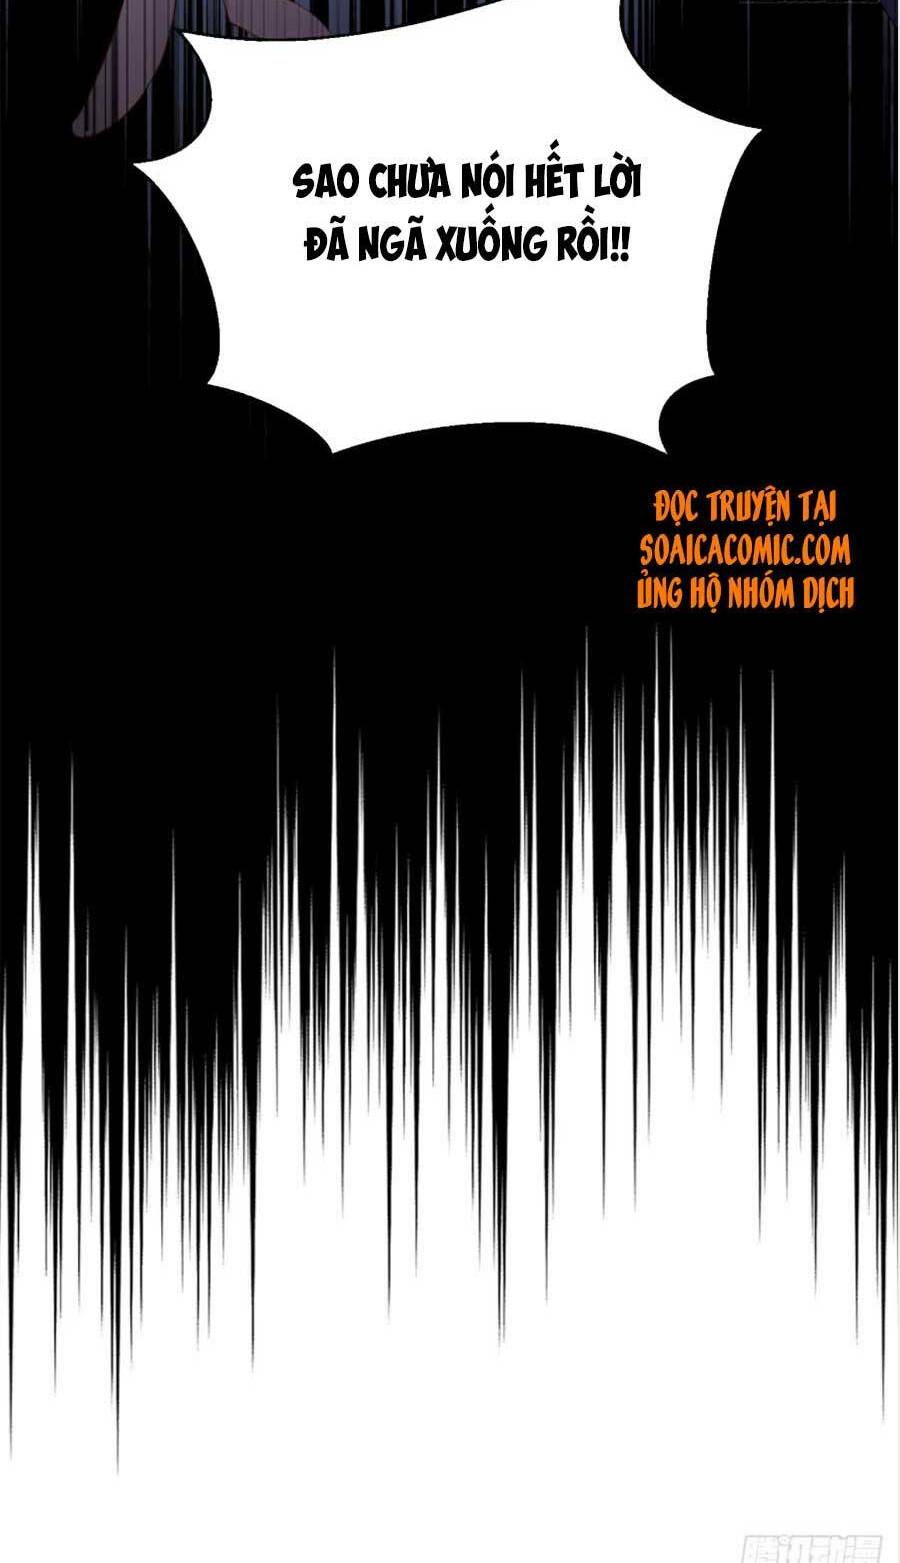 SAO CHƯA NÓI HẾT LỜI
ĐÃ NGÃ XUỐNG RỒI!!
ĐỌC TRUYỆN TẠI
SOAICACOMIC.COM
ỦNG HỘ NHÓM DỊCH